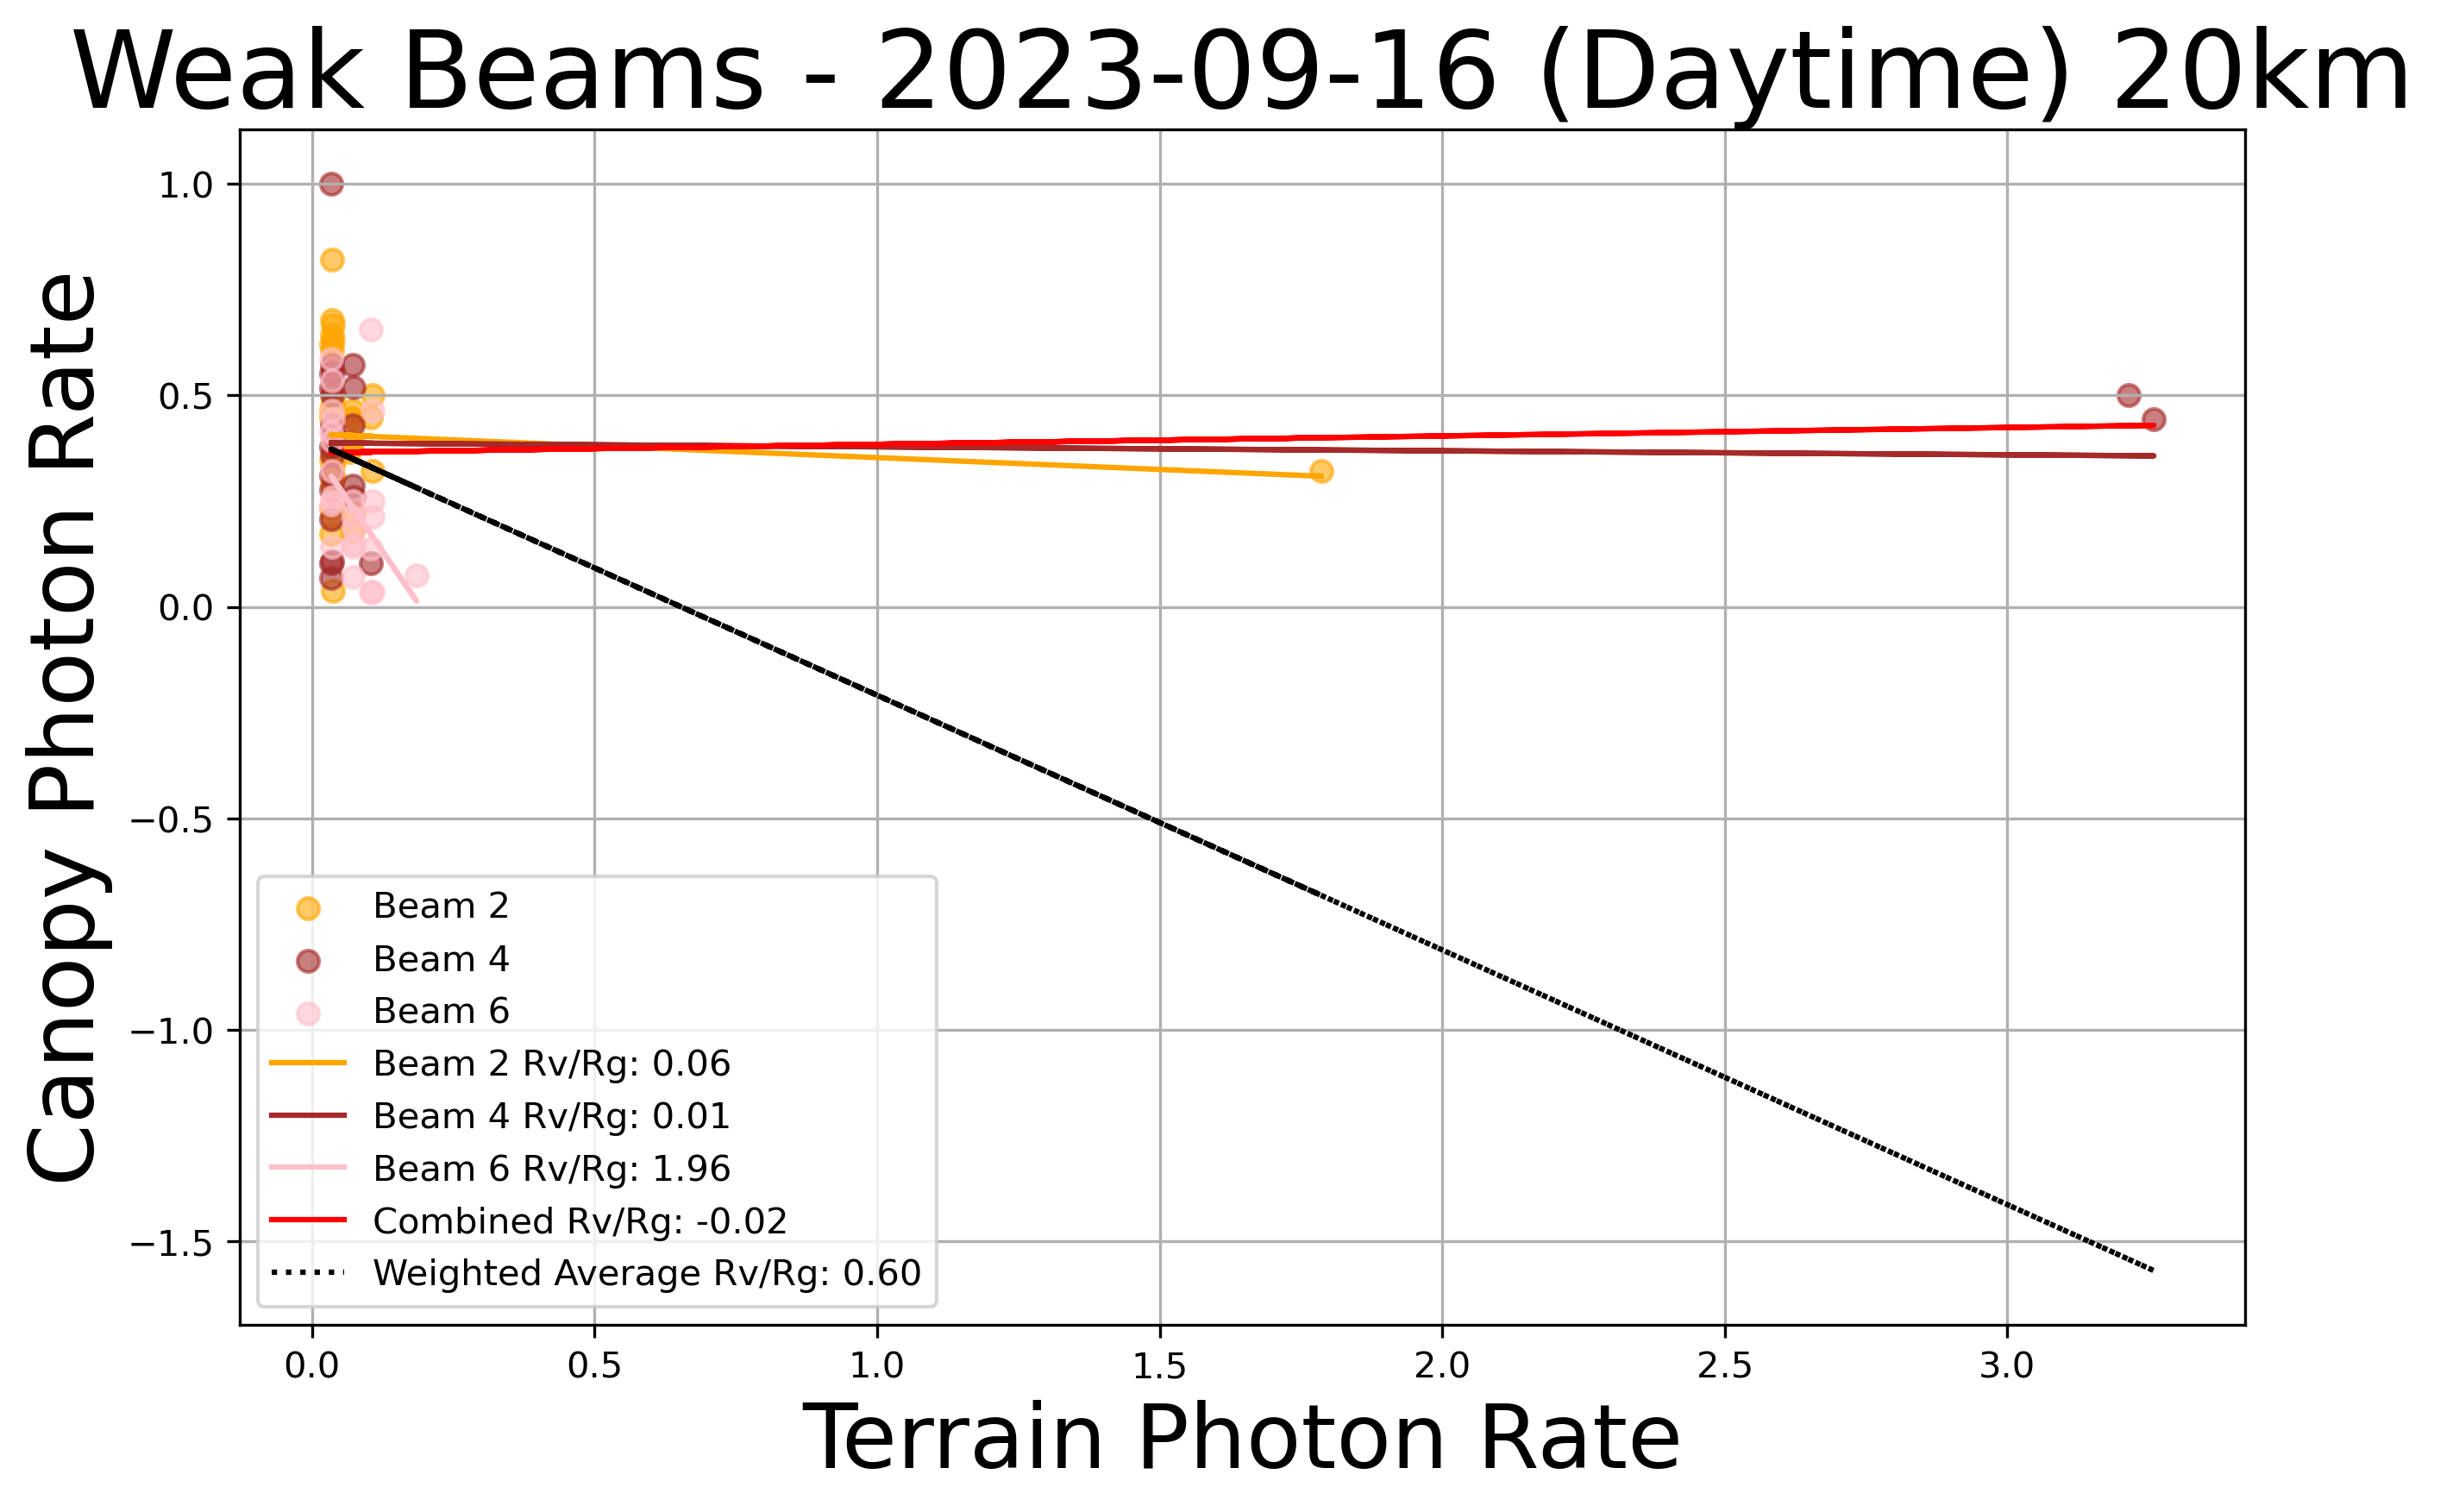 Weak Beams - 2023-09-16 (Daytime) 20km
Canopy Photon Rate
1.0
0.5
0.0
−0.5
−1.0
−1.5
Beam 2
Beam 4
Beam 6
Beam 2 Rv/Rg: 0.06
Beam 4 Rv/Rg: 0.01
Beam 6 Rv/Rg: 1.96
Combined Rv/Rg: -0.02
Weighted Average Rv/Rg: 0.60
0.0 0.5 1.0 1.5 2.0 2.5 3.0
Terrain Photon Rate